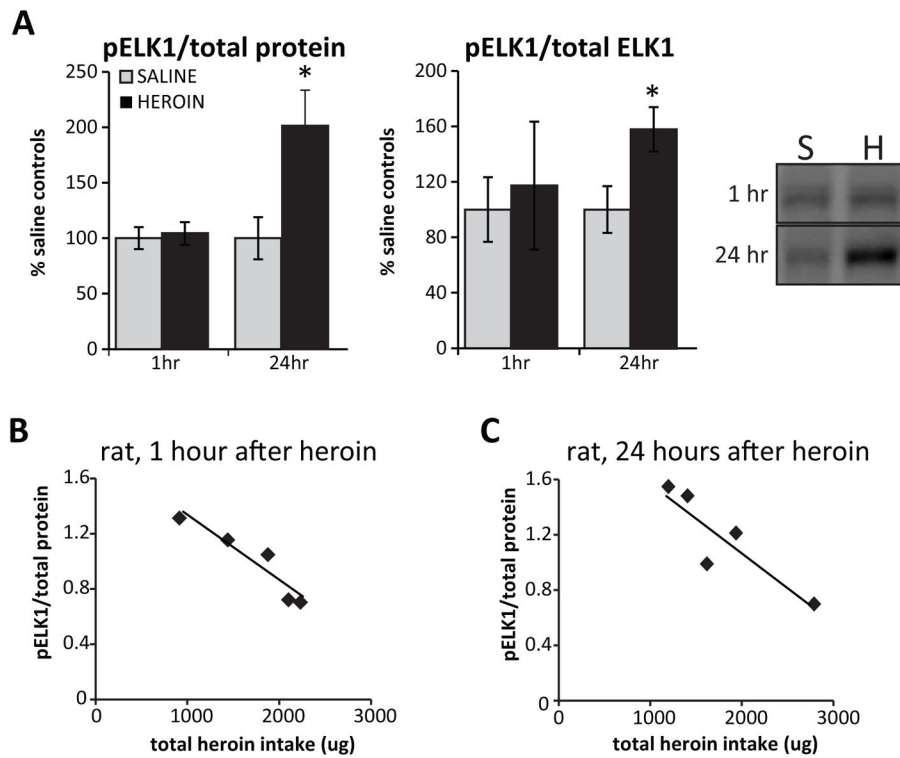 A
pELK1/total protein
250
200
150
100
50
0
% saline controls
SALINE
HEROIN
*
1hr
24hr
pELK1/total ELK1
200
160
120
80
40
0
% saline controls
*
1hr
24hr
S H
1 hr
24 hr
B
rat, 1 hour after heroin
1.6
1.2
0.8
0.4
0
pELK1/total protein
0 1000 2000 3000
total heroin intake (ug)
C
rat, 24 hours after heroin
1.6
1.2
0.8
0.4
0
pELK1/total protein
0 1000 2000 3000
total heroin intake (ug)